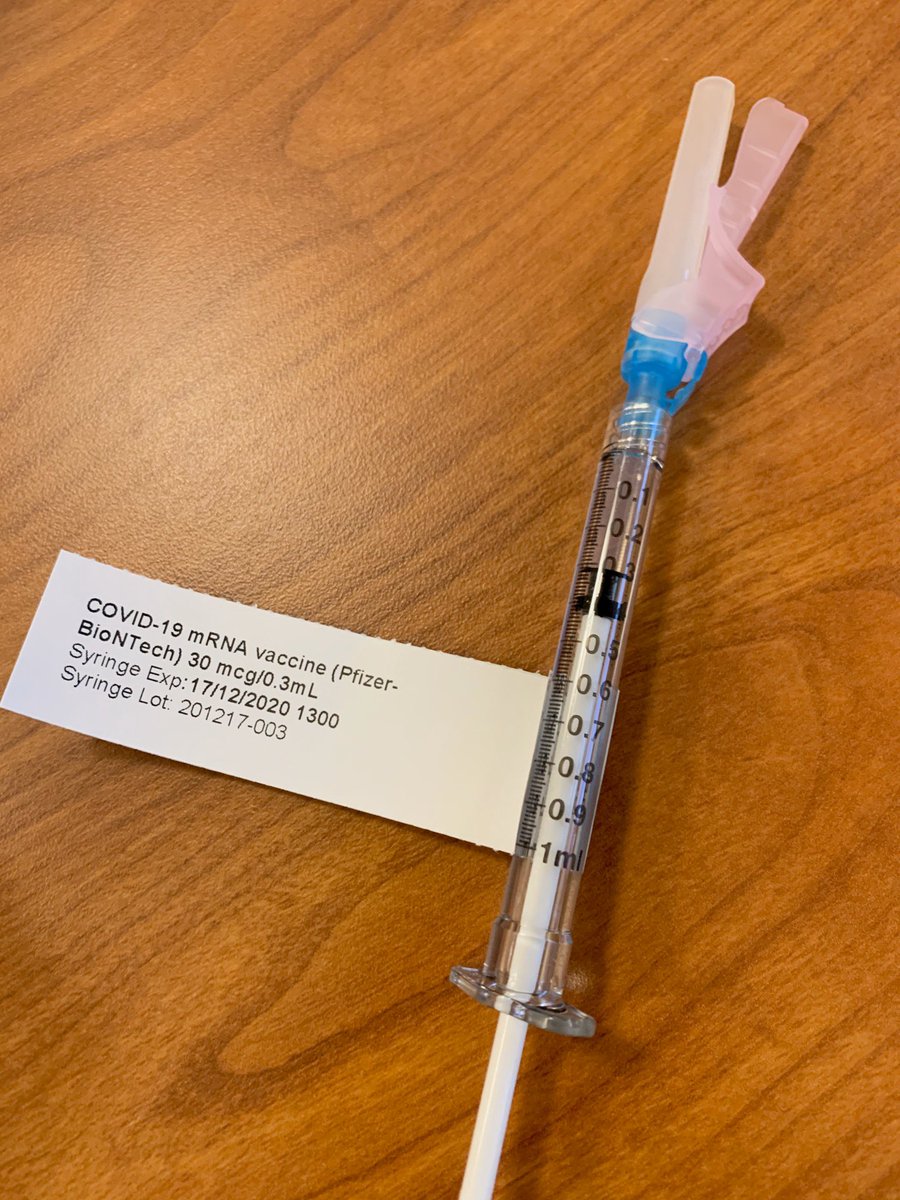 COVID-19 mRNA vaccine (Pfizer-
BioNTech) 30 mcg/0.3mL
Syringe Exp: 17/12/2020 1300
Syringe Lot: 201217-003
0.1
0.2
0.3
0.5
0.6
0.7
0.8
0.9
1ml